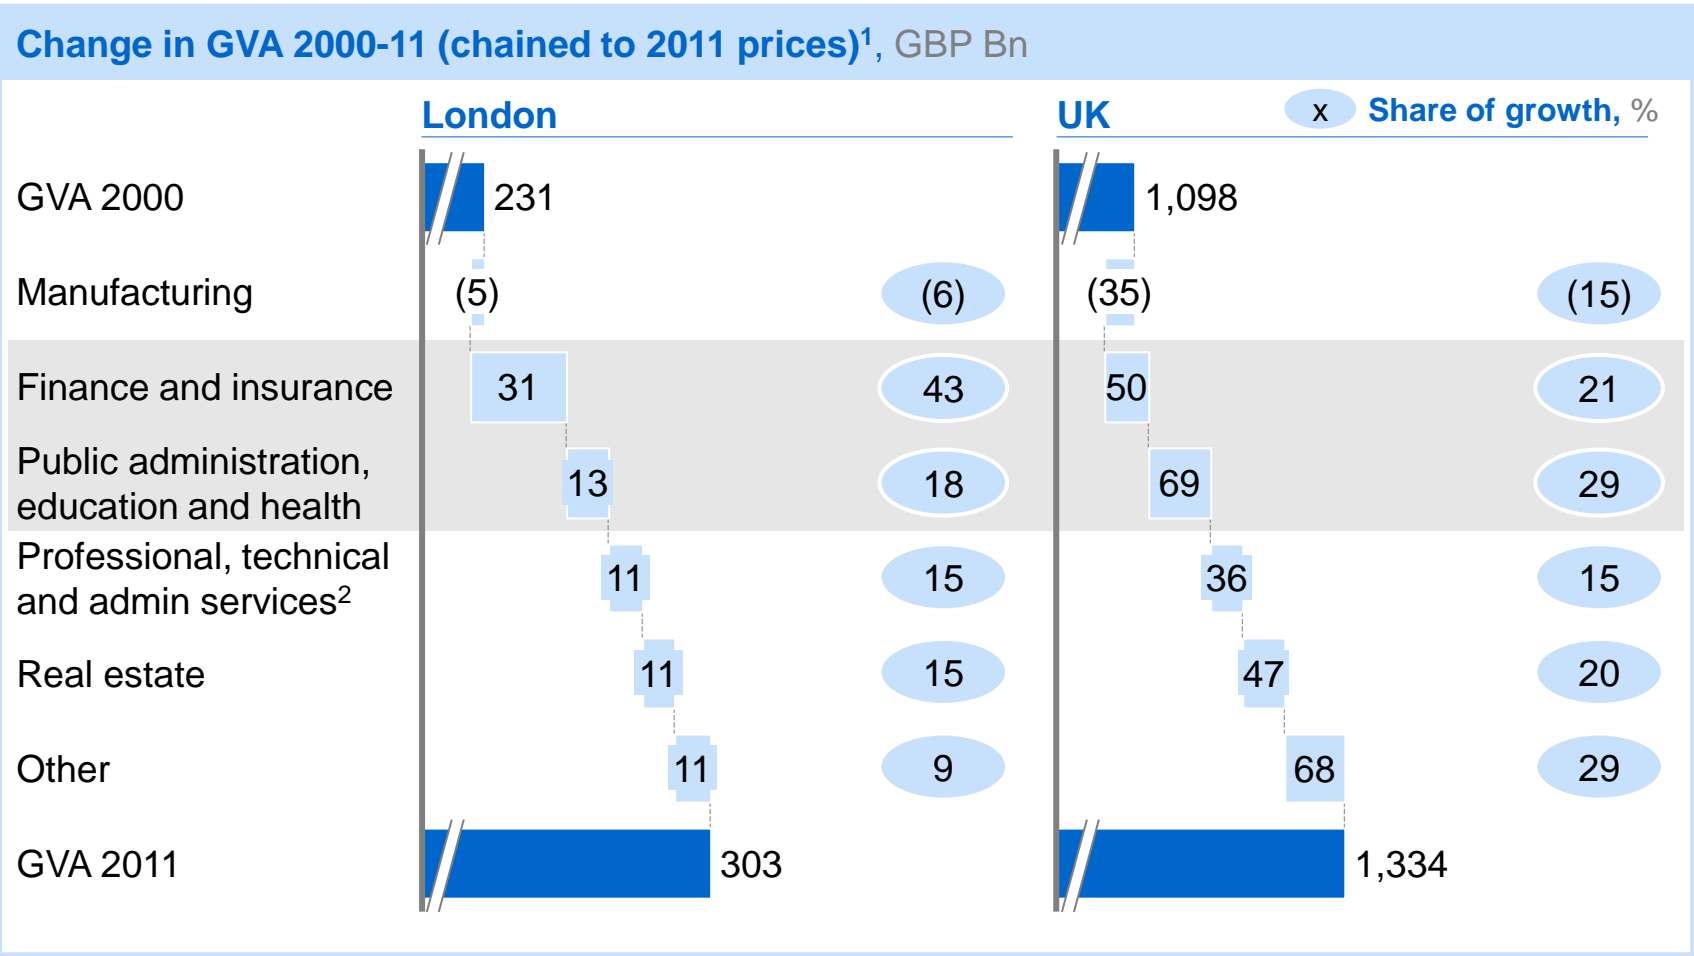 Change in GVA 2000-11 (chained to 2011 prices)¹, GBP Bn
London
UK
x Share of growth, %
GVA 2000 231 1,098
Manufacturing (5) (6) (35) (15)
Finance and insurance 31 43 50 21
Public administration,
education and health 13 18 69 29
Professional, technical
and admin services² 11 15 36 15
Real estate 11 15 47 20
Other 11 9 68 29
GVA 2011 303 1,334